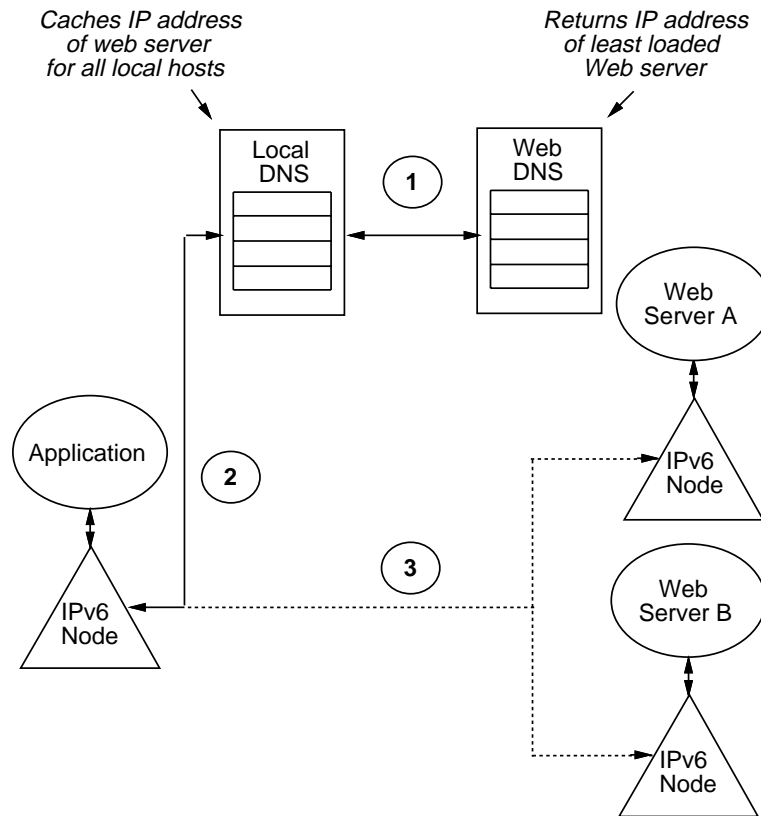 Caches IP address
of web server
for all local hosts
Returns IP address
of least loaded
Web server
Local
DNS
1
Web
DNS
Web
Server A
Application
2
IPv6
Node
3
Web
Server B
IPv6
Node
IPv6
Node